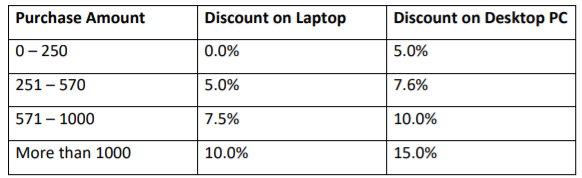 Purchase Amount Discount on Laptop Discount on Desktop PC
0 – 250 0.0% 5.0%
251 – 570 5.0% 7.6%
571 – 1000 7.5% 10.0%
More than 1000 10.0% 15.0%